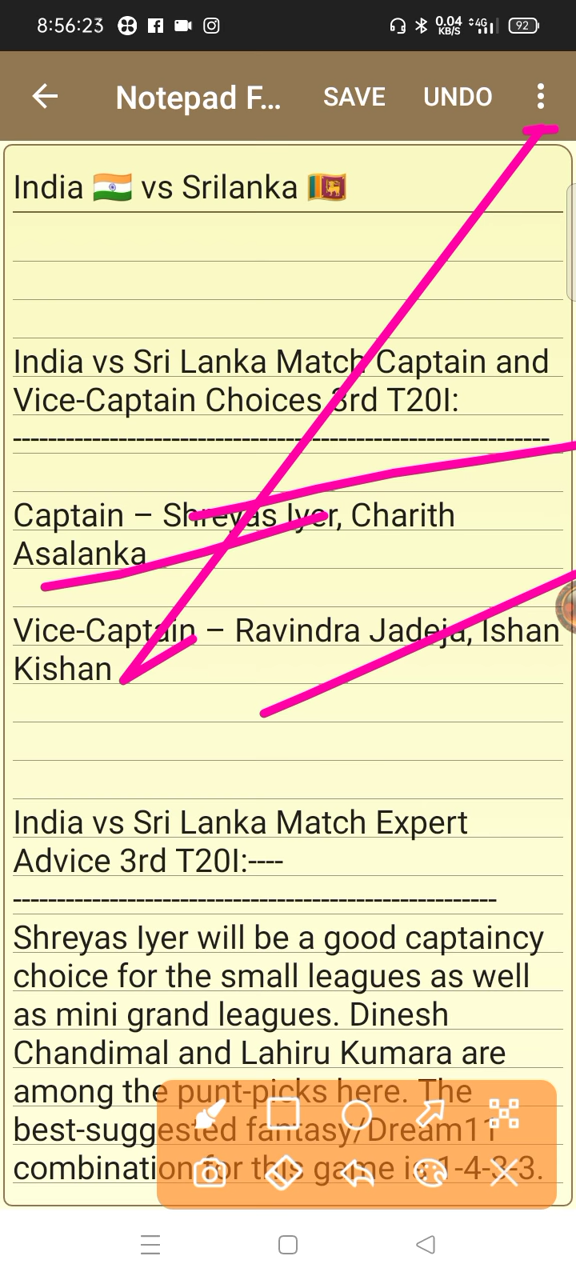 8:56:23 0.04 KB/S 4G 92
Notepad F... SAVE UNDO
India 🇮🇳 vs Srilanka 🇱🇰
India vs Sri Lanka Match Captain and
Vice-Captain Choices 3rd T20I:
-------------------------------------------------------------
Captain – Shreyas Iyer, Charith
Asalanka
Vice-Captain – Ravindra Jadeja, Ishan
Kishan
India vs Sri Lanka Match Expert
Advice 3rd T20I:----
-------------------------------------------------------
Shreyas Iyer will be a good captaincy
choice for the small leagues as well
as mini grand leagues. Dinesh
Chandimal and Lahiru Kumara are
among the punt-picks here. The
best-suggested fantasy/Dream11
combination for this game is 1-4-3-3.